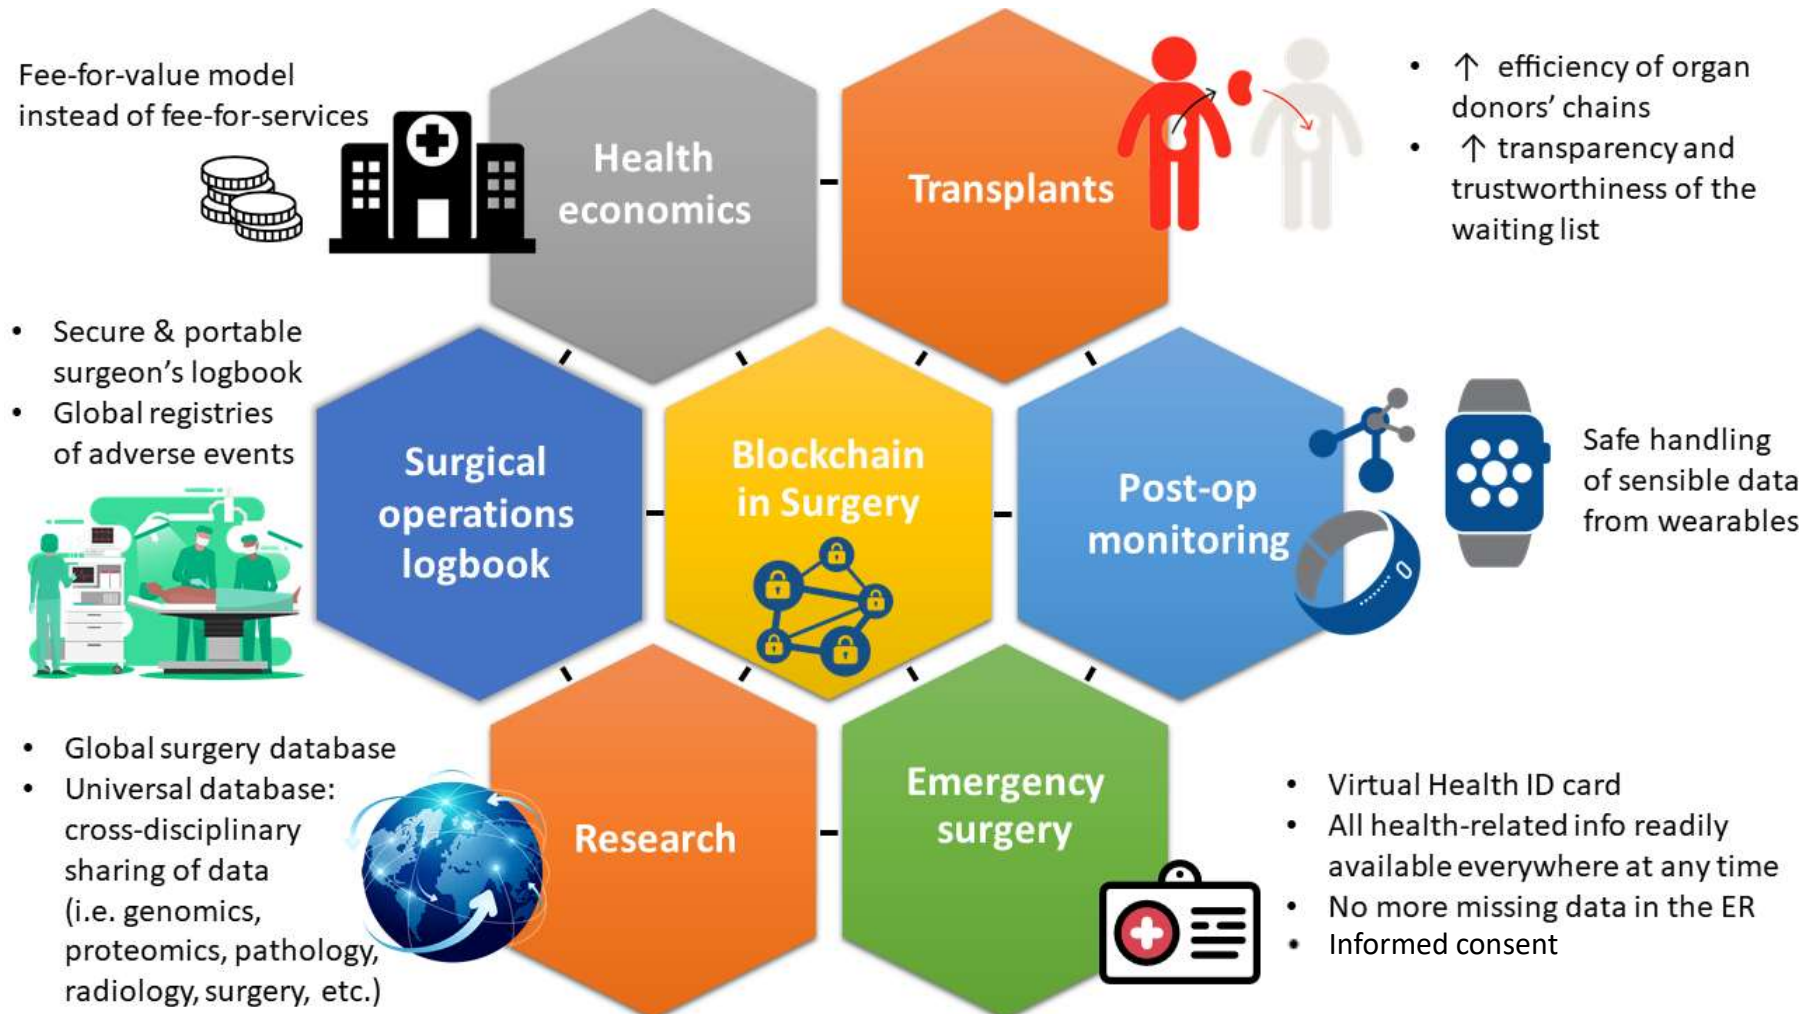 Fee-for-value model
instead of fee-for-services
Health
economics
Transplants
• ↑ efficiency of organ
donors’ chains
• ↑ transparency and
trustworthiness of the
waiting list
• Secure & portable
surgeon’s logbook
• Global registries
of adverse events
Surgical
operations
logbook
Blockchain
in Surgery
Post-op
monitoring
Safe handling
of sensible data
from wearables
• Global surgery database
• Universal database:
cross-disciplinary
sharing of data
(i.e. genomics,
proteomics, pathology,
radiology, surgery, etc.)
Research
Emergency
surgery
• Virtual Health ID card
• All health-related info readily
available everywhere at any time
• No more missing data in the ER
• Informed consent